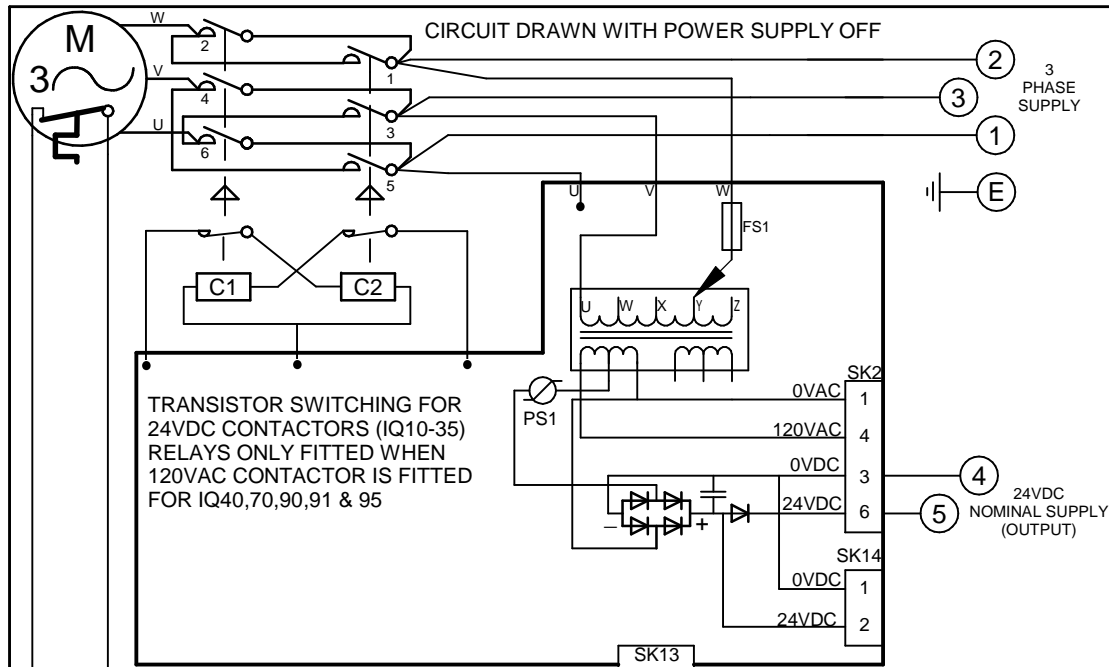 CIRCUIT DRAWN WITH POWER SUPPLY OFF
M
3
W
V
U
2
4
6
1
3
5
2
3
1
E
3
PHASE
SUPPLY
U
V
W
FS1
C1
C2
U
W
X
Y
Z
PS1
TRANSISTOR SWITCHING FOR
24VDC CONTACTORS (IQ10-35)
RELAYS ONLY FITTED WHEN
120VAC CONTACTOR IS FITTED
FOR IQ40,70,90,91 & 95
SK2
0VAC 1
120VAC 4
0VDC 3
24VDC 6
4
5
24VDC
NOMINAL SUPPLY
(OUTPUT)
− +
SK14
0VDC 1
24VDC 2
SK13